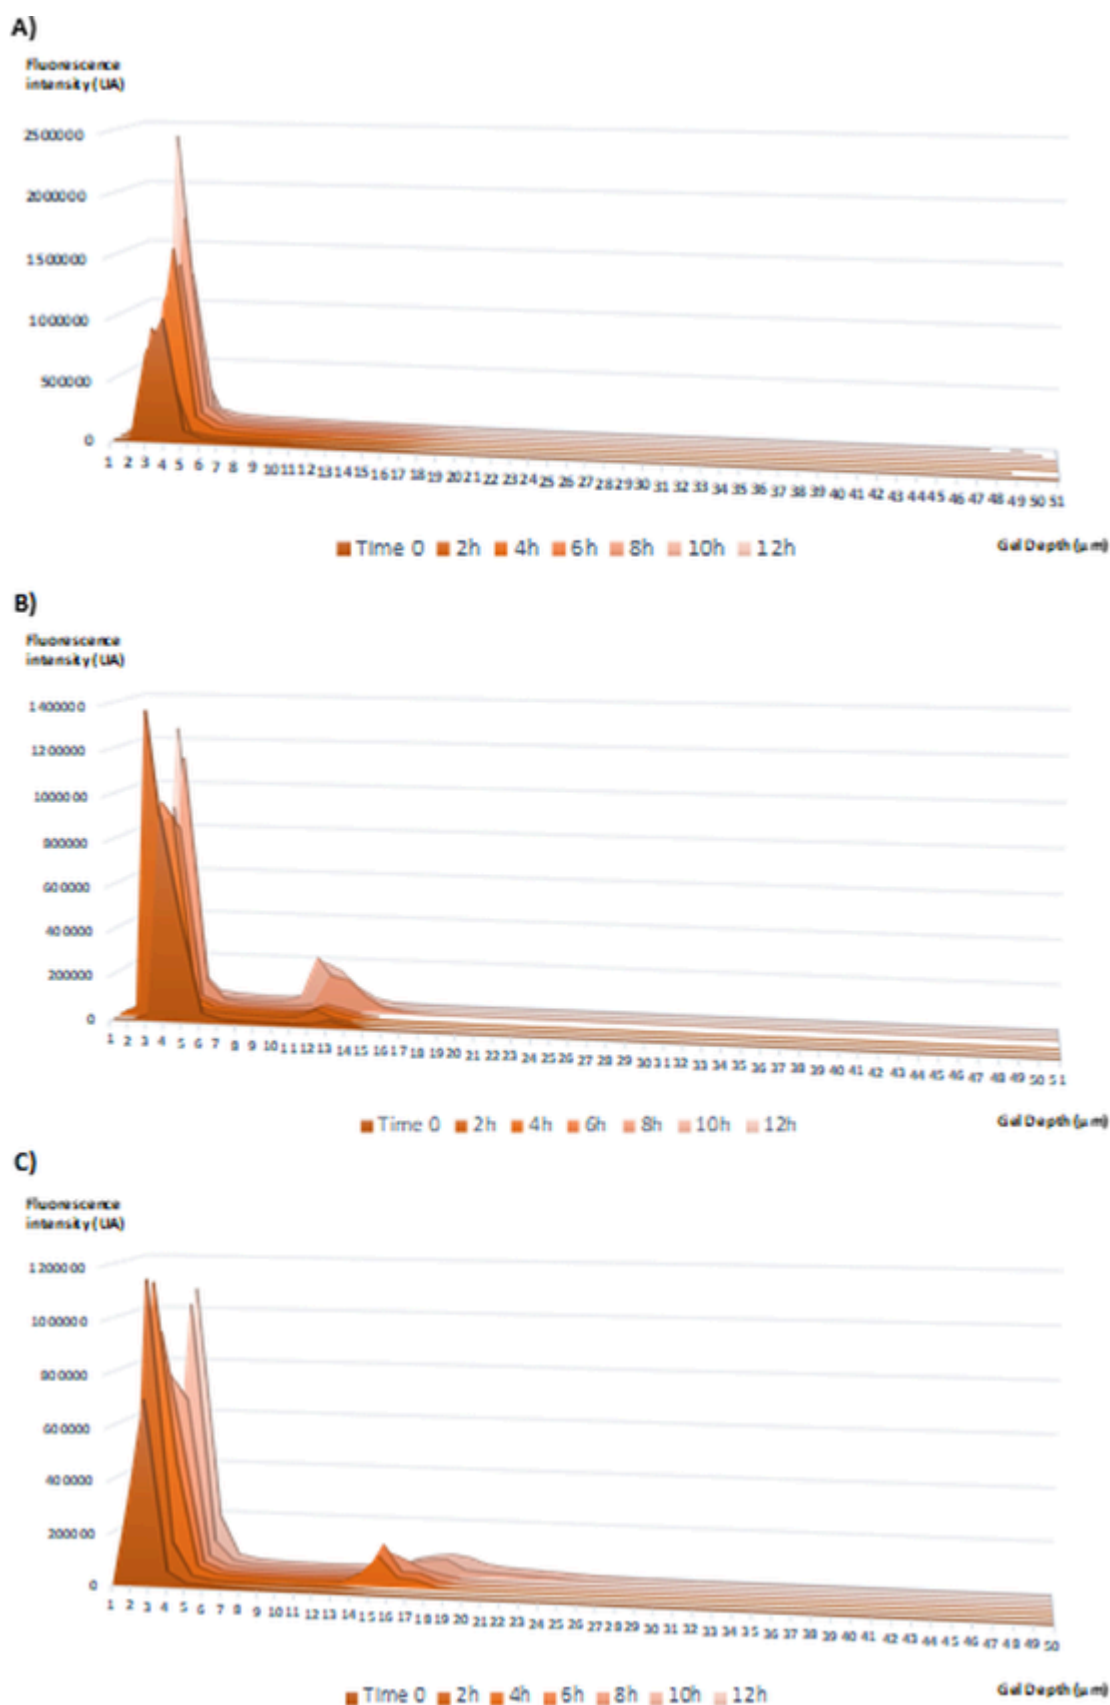 A)
Fluorescence
intensity (UA)
2500000
2000000
1500000
1000000
500000
0
1 2 3 4 5 6 7 8 9 10 11 12 13 14 15 16 17 18 19 20 21 22 23 24 25 26 27 28 29 30 31 32 33 34 35 36 37 38 39 40 41 42 43 44 45 46 47 48 49 50 51
Time 0 2h 4h 6h 8h 10h 12h
Gel Depth (µm)
B)
Fluorescence
intensity (UA)
1400000
1200000
1000000
800000
600000
400000
200000
0
1 2 3 4 5 6 7 8 9 10 11 12 13 14 15 16 17 18 19 20 21 22 23 24 25 26 27 28 29 30 31 32 33 34 35 36 37 38 39 40 41 42 43 44 45 46 47 48 49 50 51
Time 0 2h 4h 6h 8h 10h 12h
Gel Depth (µm)
C)
Fluorescence
intensity (UA)
1200000
1000000
800000
600000
400000
200000
0
1 2 3 4 5 6 7 8 9 10 11 12 13 14 15 16 17 18 19 20 21 22 23 24 25 26 27 28 29 30 31 32 33 34 35 36 37 38 39 40 41 42 43 44 45 46 47 48 49 50
Time 0 2h 4h 6h 8h 10h 12h
Gel Depth (µm)